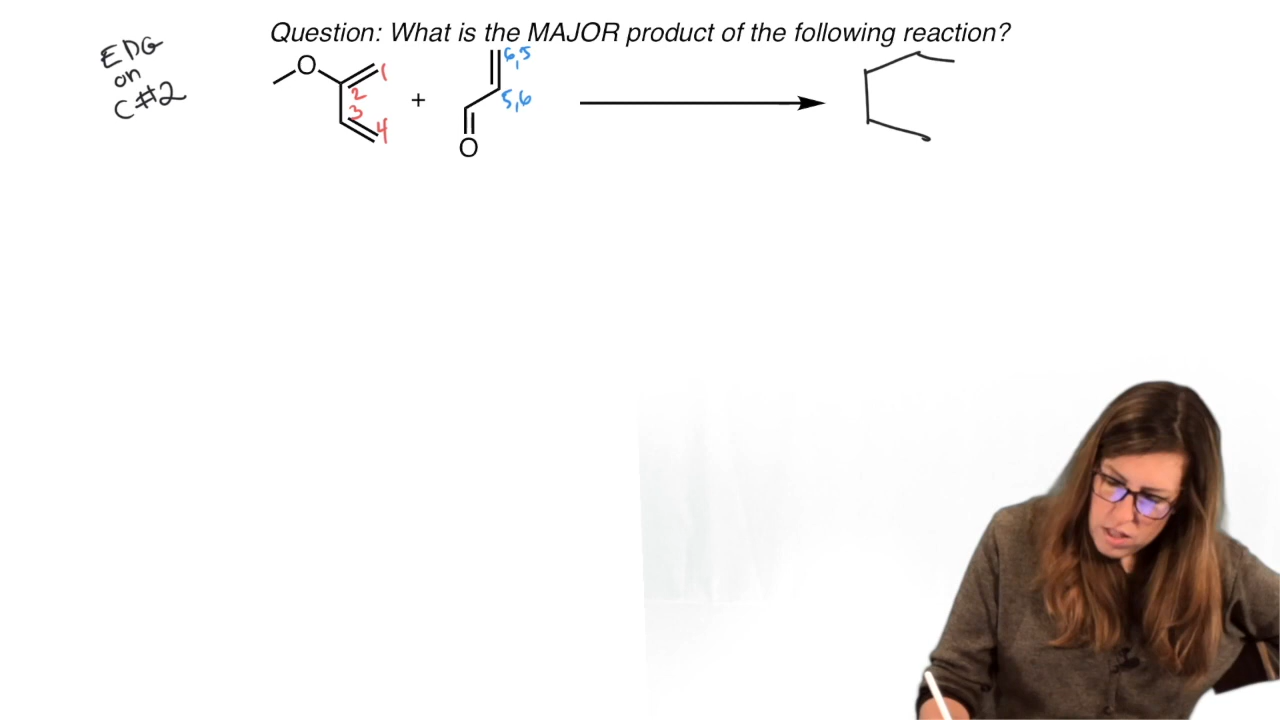 Question: What is the MAJOR product of the following reaction?
EDG
on
C#2
O
1
2
3
4
+
6,5
5,6
O